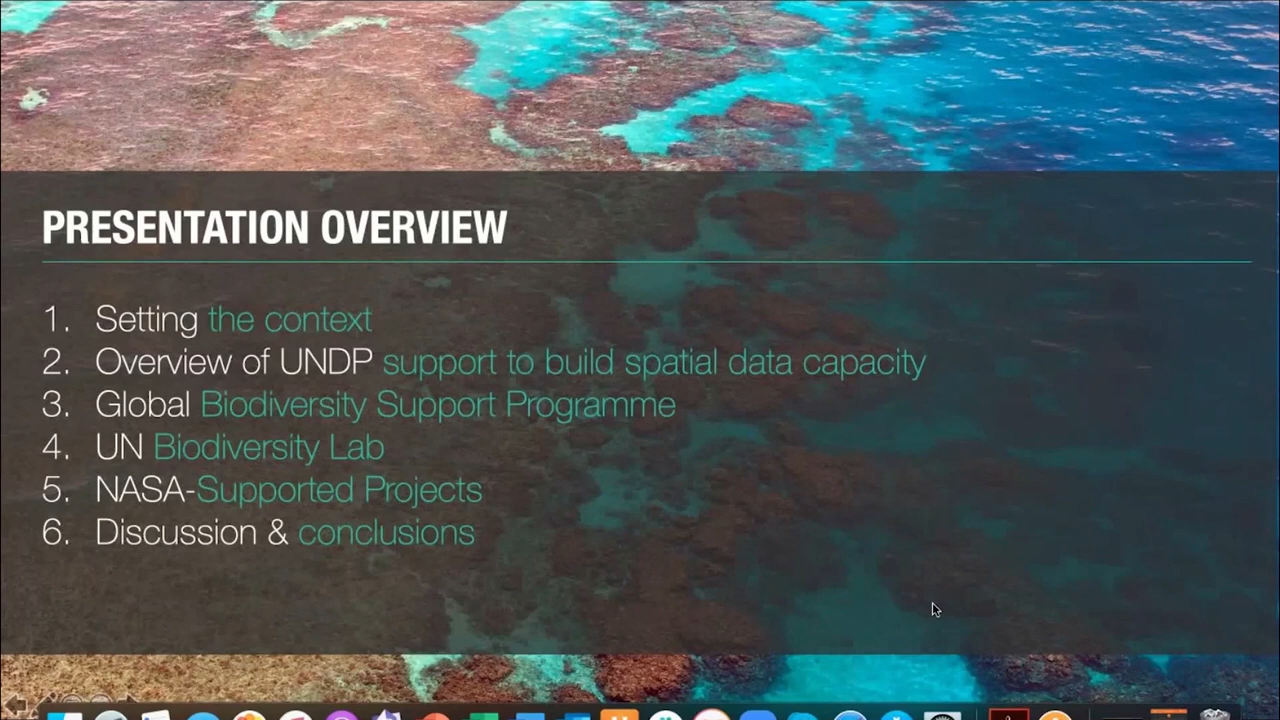 PRESENTATION OVERVIEW
1. Setting the context
2. Overview of UNDP support to build spatial data capacity
3. Global Biodiversity Support Programme
4. UN Biodiversity Lab
5. NASA-Supported Projects
6. Discussion & conclusions